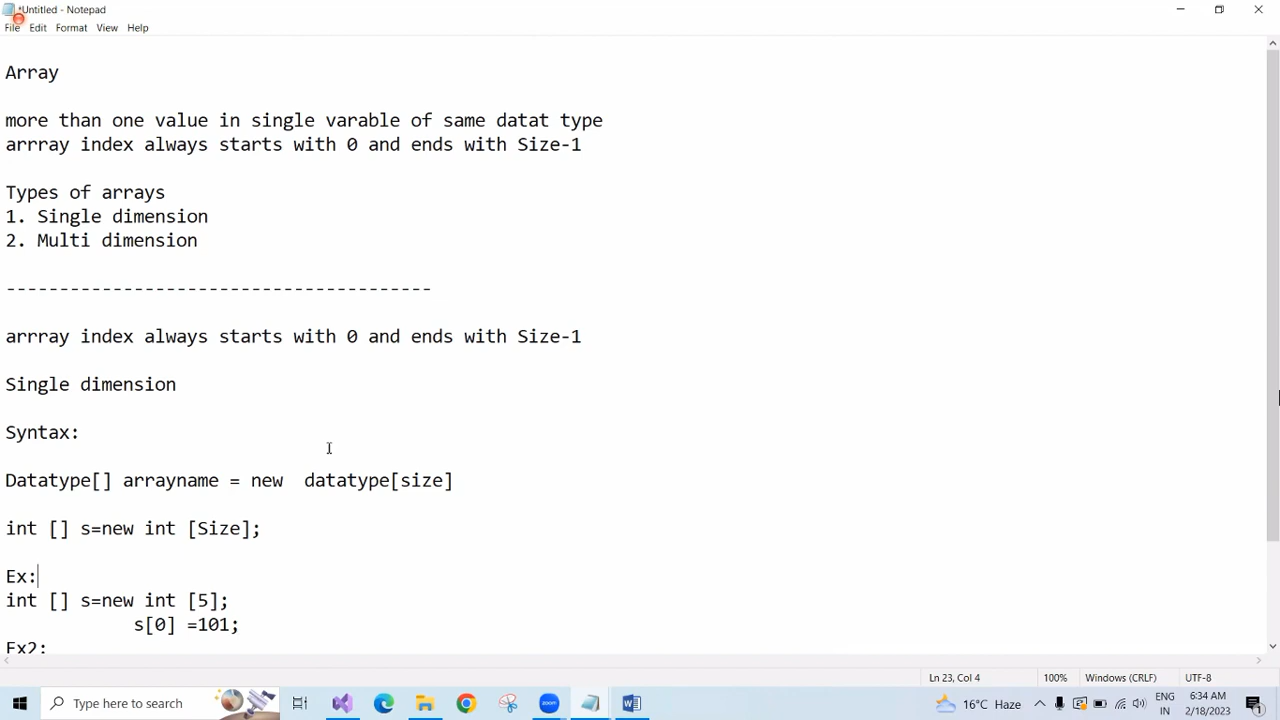 *Untitled - Notepad
File Edit Format View Help
Array
more than one value in single varable of same datat type
arrray index always starts with 0 and ends with Size-1
Types of arrays
1. Single dimension
2. Multi dimension
----------------------------------------
arrray index always starts with 0 and ends with Size-1
Single dimension
Syntax:
Datatype[] arrayname = new  datatype[size]
int [] s=new int [Size];
Ex:
int [] s=new int [5];
s[0] =101;
Ex2:
Ln 23, Col 4 100% Windows (CRLF) UTF-8
Type here to search zoom W 16°C Haze ENG 6:34 AM
IN 2/18/2023 1